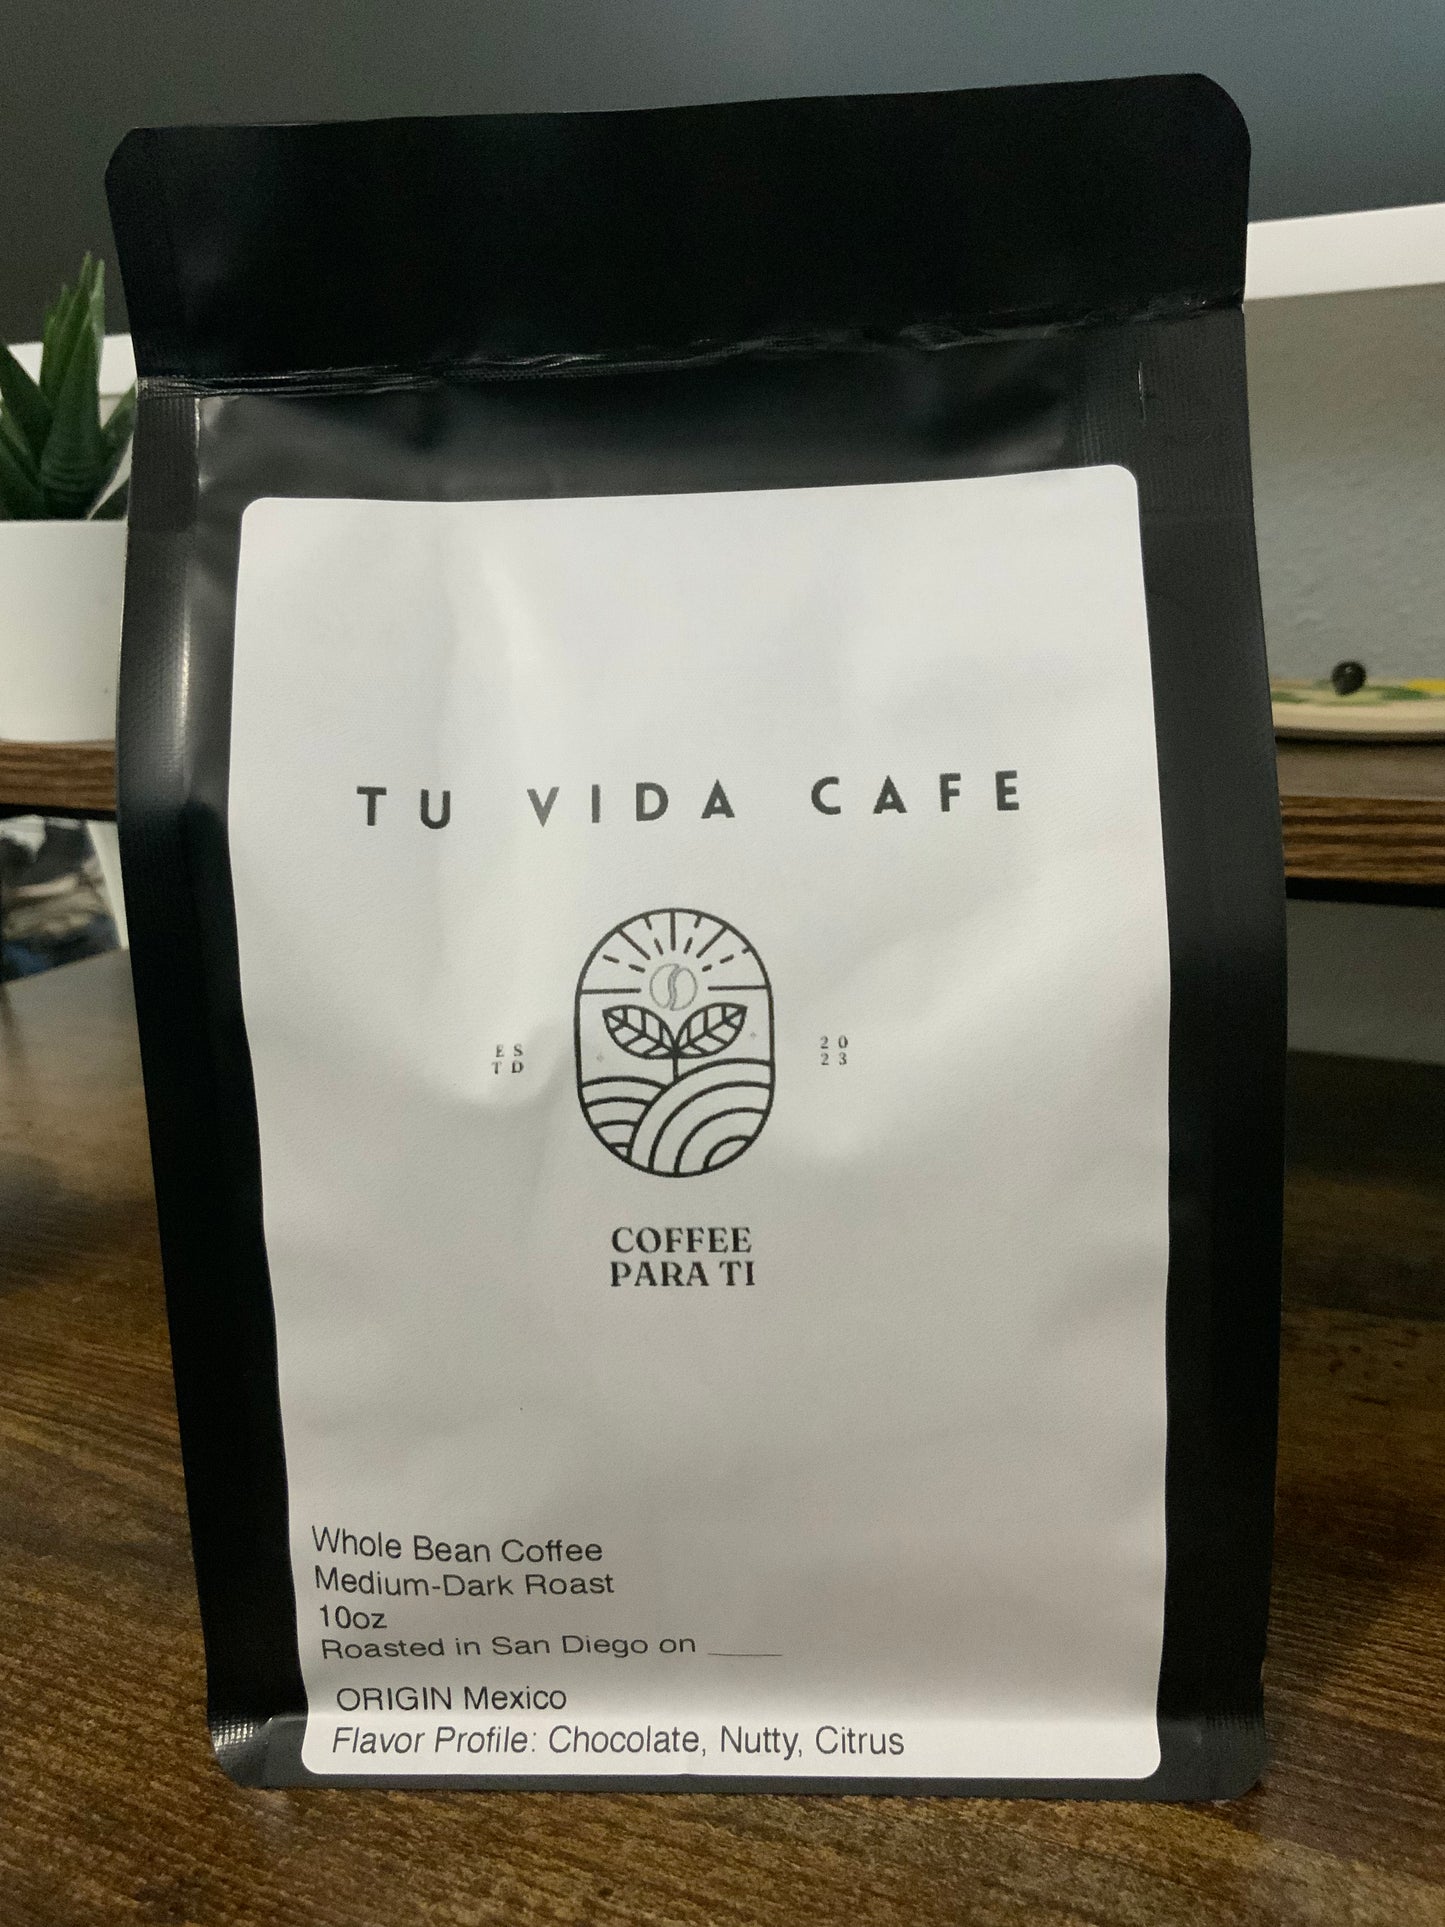 TU VIDA CAFE
ES
TD
20
23
COFFEE
PARA TI
Whole Bean Coffee
Medium-Dark Roast
10oz
Roasted in San Diego on _____
ORIGIN Mexico
Flavor Profile: Chocolate, Nutty, Citrus